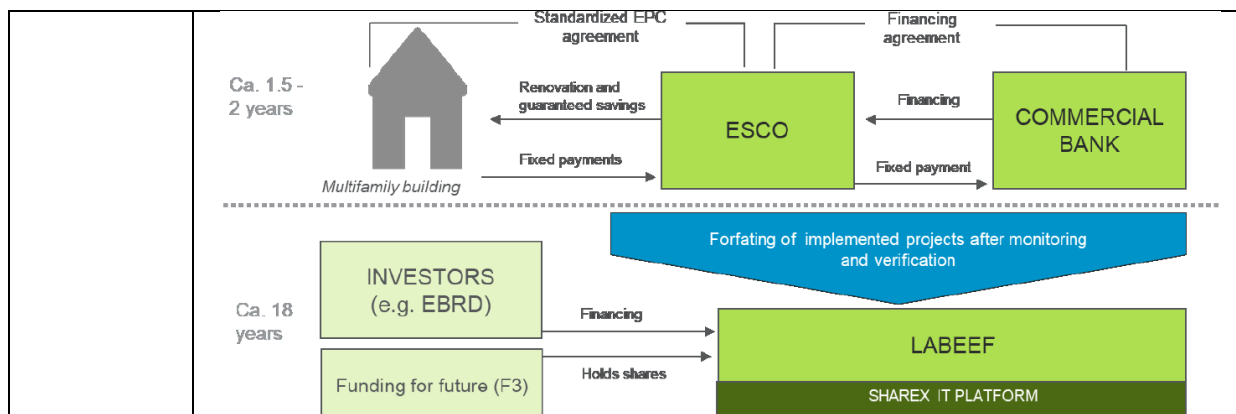 Standardized EPC
agreement
Financing
agreement
Ca. 1.5 -
2 years
Renovation and
guaranteed savings
ESCO
Financing
COMMERCIAL
BANK
Fixed payments
Fixed payment
Multifamily building
Forfating of implemented projects after monitoring
and verification
INVESTORS
(e.g. EBRD)
Ca. 18
years
Financing
LABEEF
Funding for future (F3)
Holds shares
SHAREX IT PLATFORM